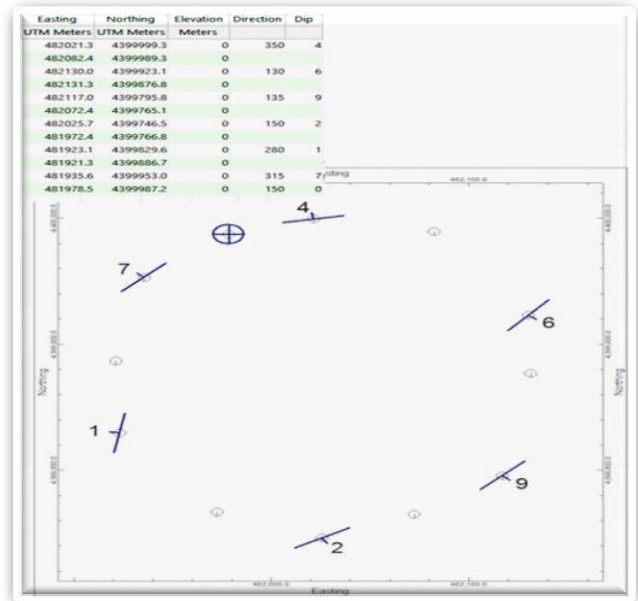 Easting Northing Elevation Direction Dip
UTM Meters UTM Meters Meters
482021.3 4399999.3 0 350 4
482082.4 4399989.3 0
482130.0 4399923.1 0 130 6
482131.3 4399876.8 0
482117.0 4399795.8 0 135 9
482072.4 4399765.1 0
482025.7 4399746.5 0 150 2
481972.4 4399766.8 0
481923.1 4399829.6 0 280 1
481921.3 4399886.7 0
481935.6 4399953.0 0 315 7
481978.5 4399987.2 0 150 0
sting
482,100.0
4,400,000.0
4
7
6
Northing
Northing
1
9
2
482,000.0 482,100.0
Easting